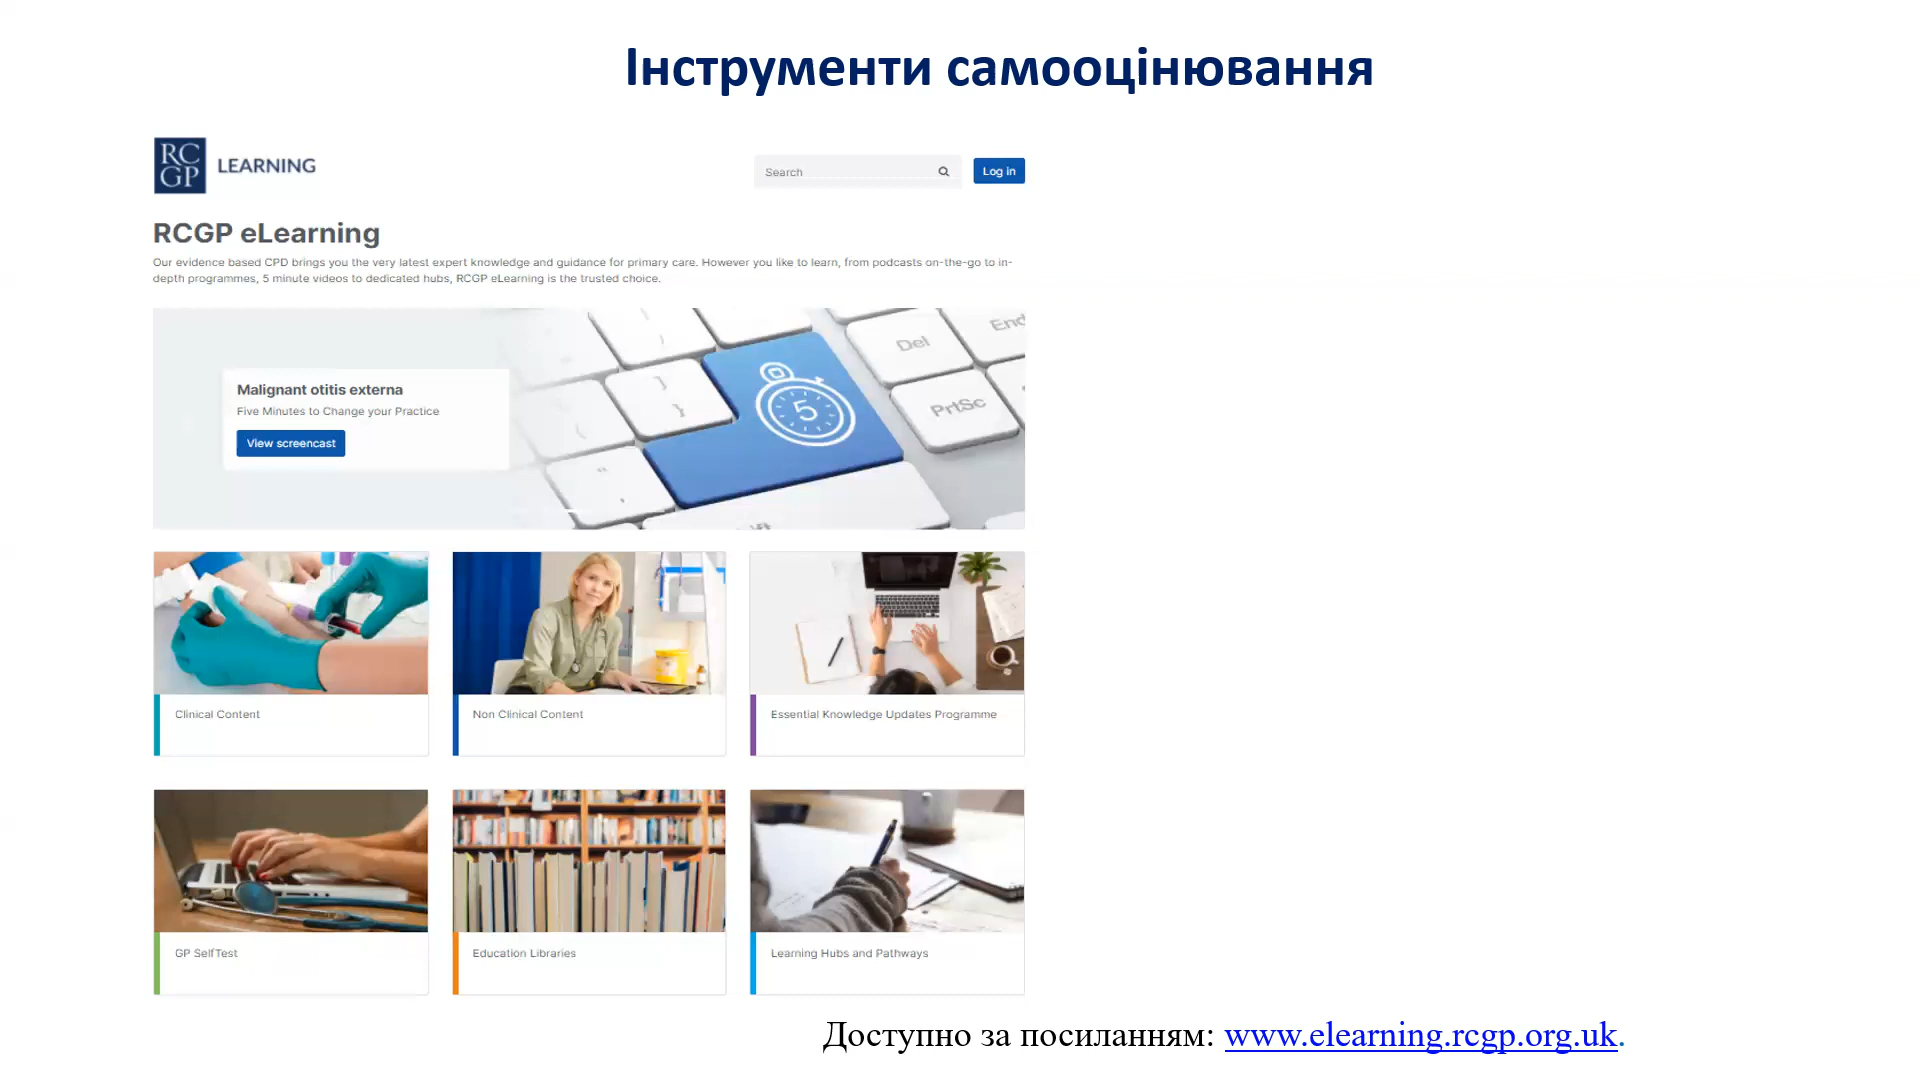 Інструменти самооцінювання
RC
GP
LEARNING
Search
Log in
RCGP eLearning
Our evidence based CPD brings you the very latest expert knowledge and guidance for primary care. However you like to learn, from podcasts on-the-go to in-
depth programmes, 5 minute videos to dedicated hubs, RCGP eLearning is the trusted choice.
Malignant otitis externa
Five Minutes to Change your Practice
View screencast
Del
End
PrtSc
5
Clinical Content
Non Clinical Content
Essential Knowledge Updates Programme
GP SelfTest
Education Libraries
Learning Hubs and Pathways
Доступно за посиланням: www.elearning.rcgp.org.uk.